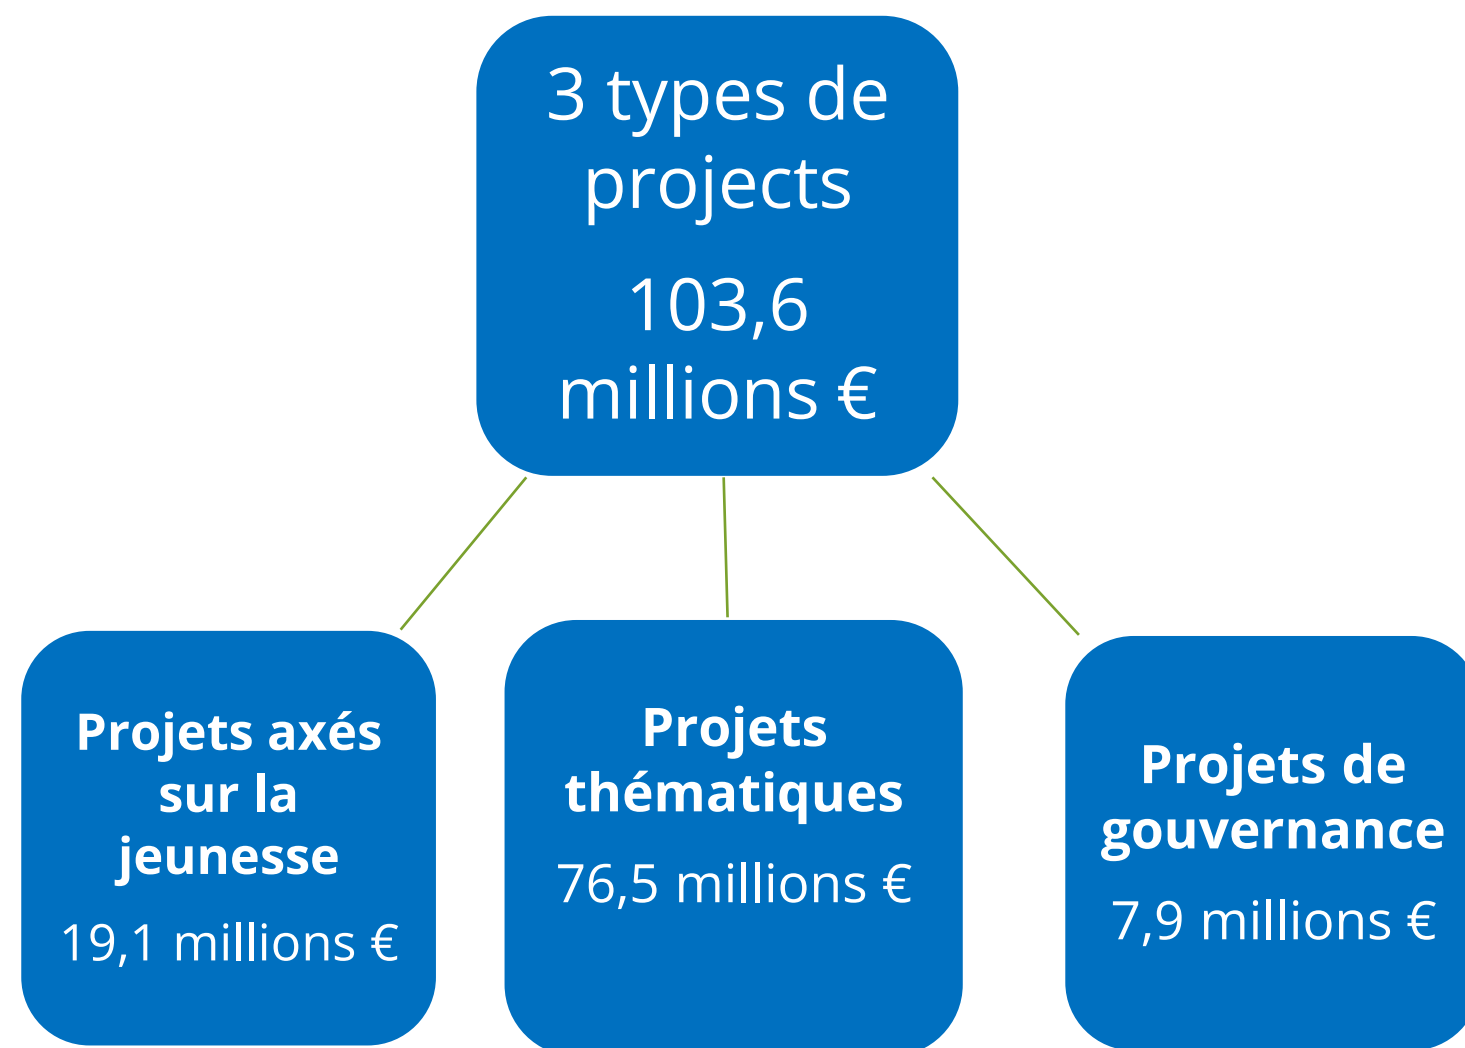 3 types de
projects
103,6
millions €
Projets axés
sur la
jeunesse
19,1 millions €
Projets
thématiques
76,5 millions €
Projets de
gouvernance
7,9 millions €